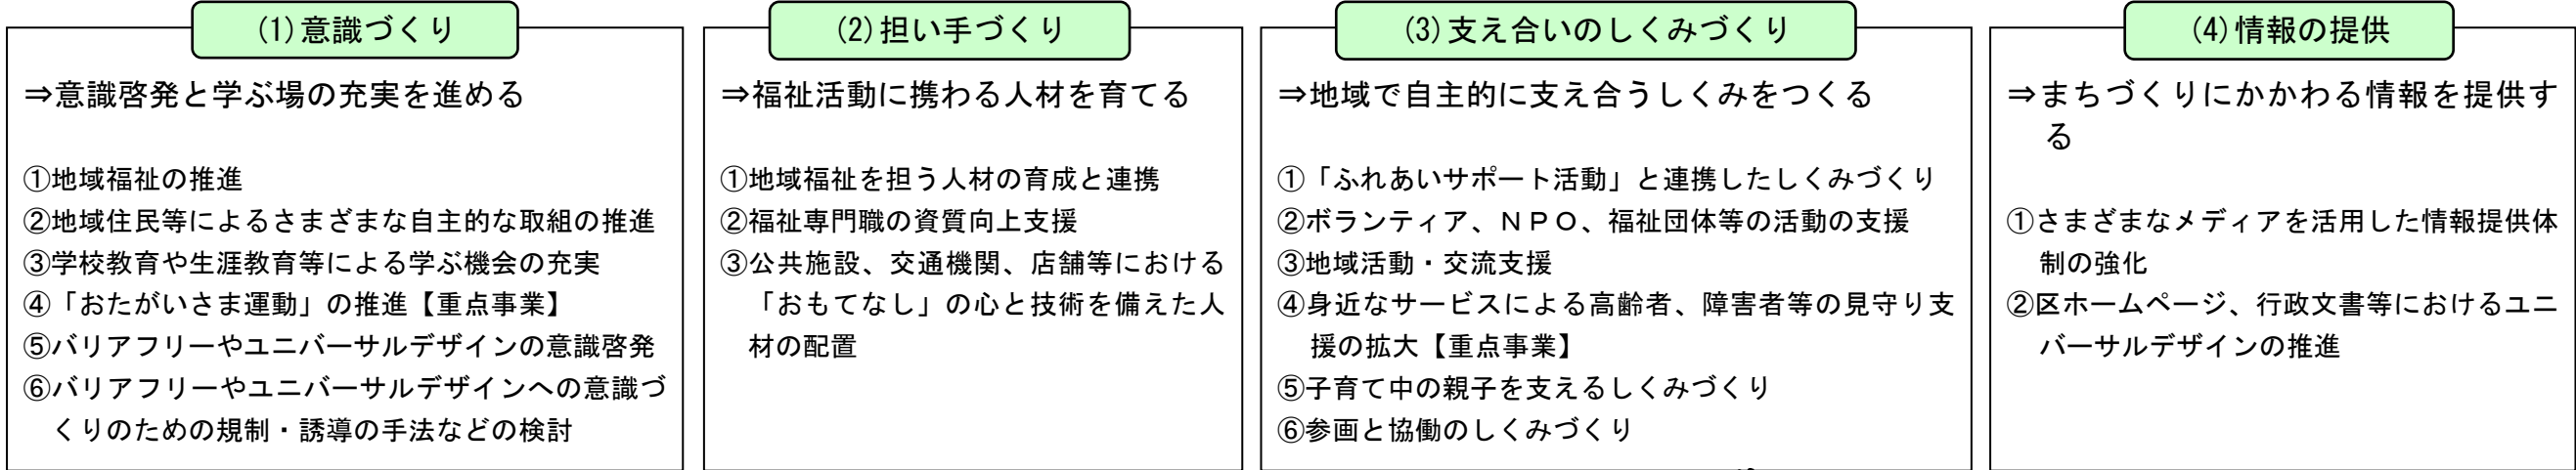 (1)意識づくり
⇒意識啓発と学ぶ場の充実を進める
①地域福祉の推進
②地域住民等によるさまざまな自主的な取組の推進
③学校教育や生涯教育等による学ぶ機会の充実
④「おたがいさま運動」の推進【重点事業】
⑤バリアフリーやユニバーサルデザインの意識啓発
⑥バリアフリーやユニバーサルデザインへの意識づ
くりのための規制・誘導の手法などの検討
(2)担い手づくり
⇒福祉活動に携わる人材を育てる
①地域福祉を担う人材の育成と連携
②福祉専門職の資質向上支援
③公共施設、交通機関、店舗等における
「おもてなし」の心と技術を備えた人
材の配置
(3)支え合いのしくみづくり
⇒地域で自主的に支え合うしくみをつくる
①「ふれあいサポート活動」と連携したしくみづくり
②ボランティア、ＮＰＯ、福祉団体等の活動の支援
③地域活動・交流支援
④身近なサービスによる高齢者、障害者等の見守り支
援の拡大【重点事業】
⑤子育て中の親子を支えるしくみづくり
⑥参画と協働のしくみづくり
(4)情報の提供
⇒まちづくりにかかわる情報を提供す
る
①さまざまなメディアを活用した情報提供体
制の強化
②区ホームページ、行政文書等におけるユニ
バーサルデザインの推進